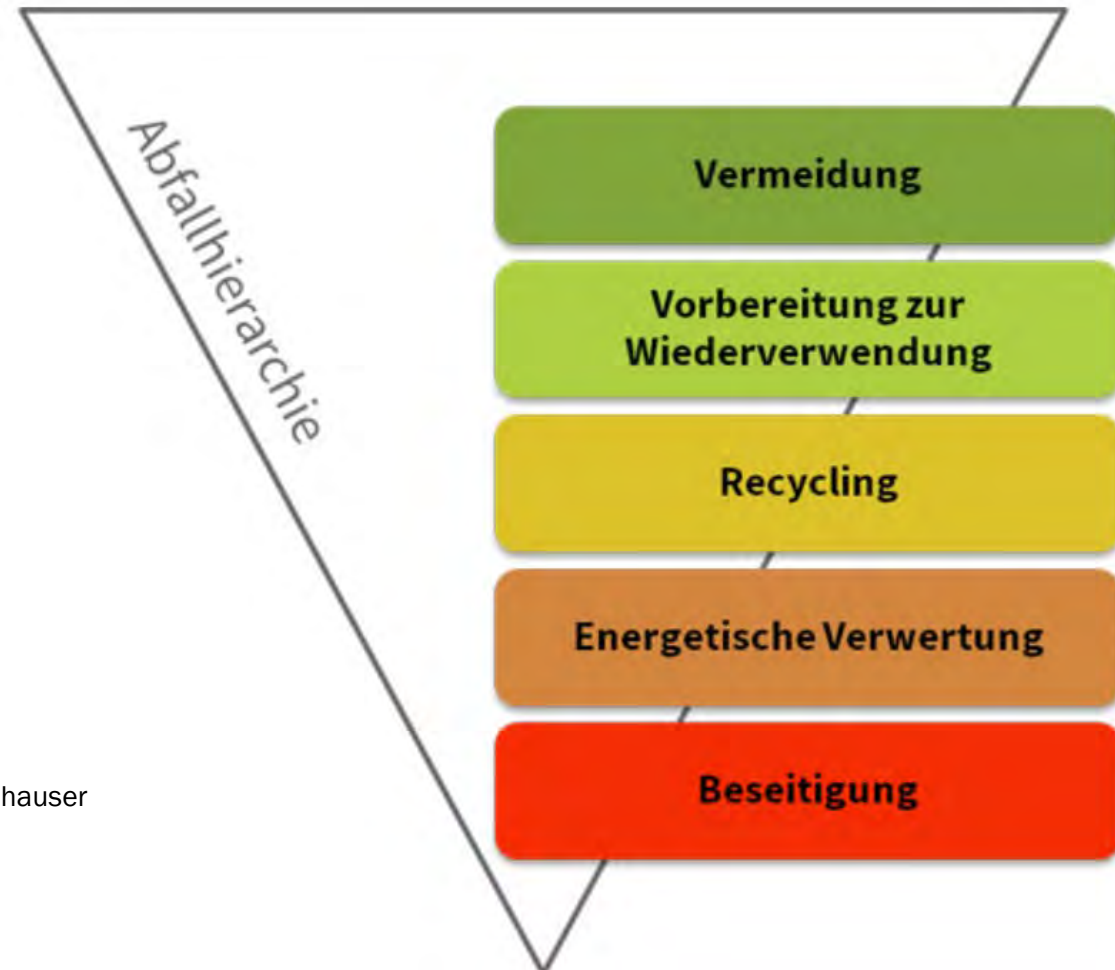 Abfallhierarchie
Vermeidung
Vorbereitung zur
Wiederverwendung
Recycling
Energetische Verwertung
Beseitigung
hauser